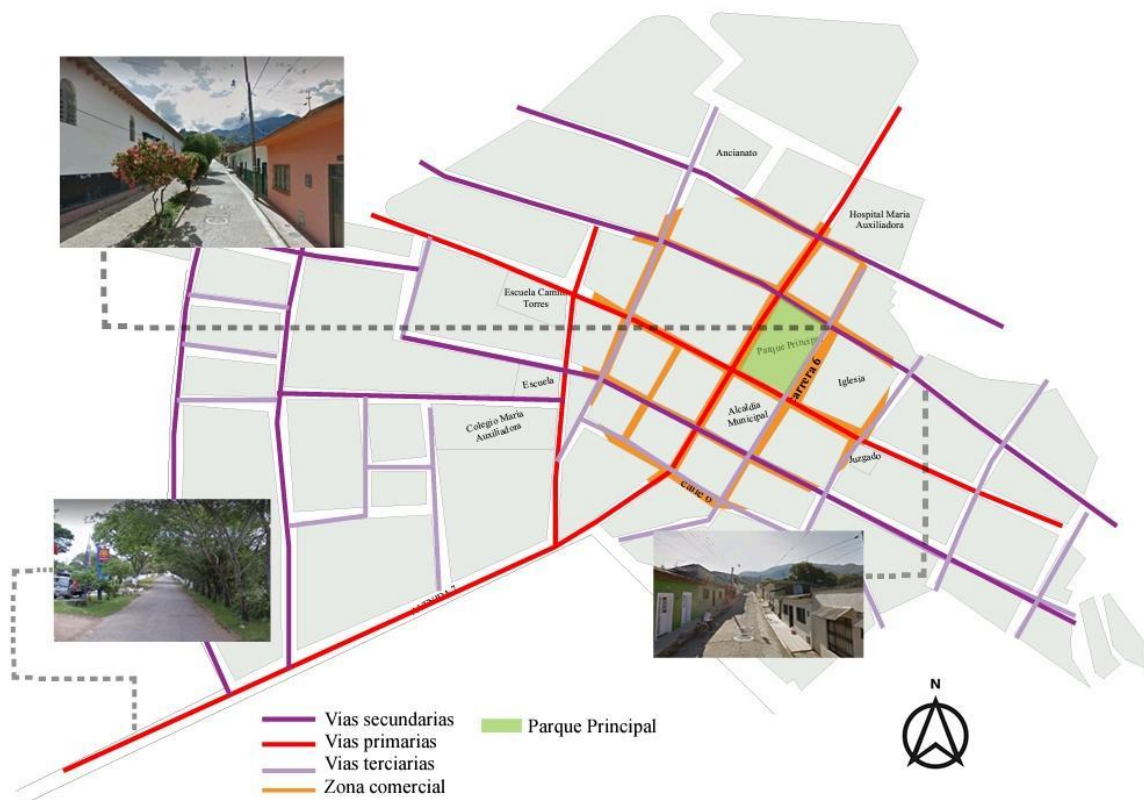 Ancianato
Hospital Maria
Auxiliadora
Escuela Camilo
Torres
Parque Principal
Carrera 6
Iglesia
Escuela
Alcaldia
Municipal
Colegio Maria
Auxiliadora
Juzgado
N
Vias secundarias
Vias primarias
Vias terciarias
Zona comercial
Parque Principal